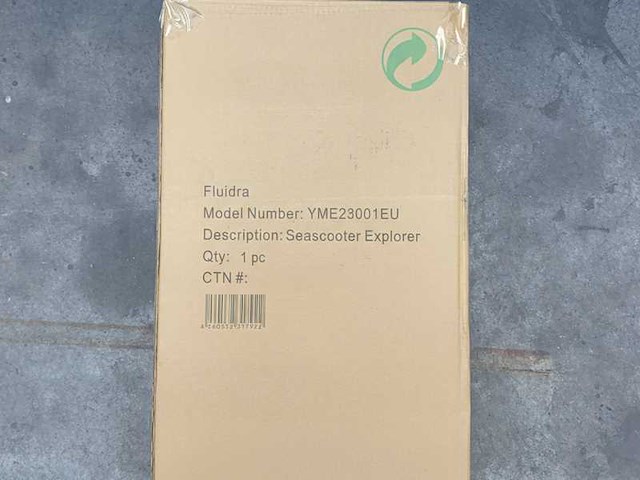 Fluidra
Model Number: YME23001EU
Description: Seascooter Explorer
Qty: 1 pc
CTN #: